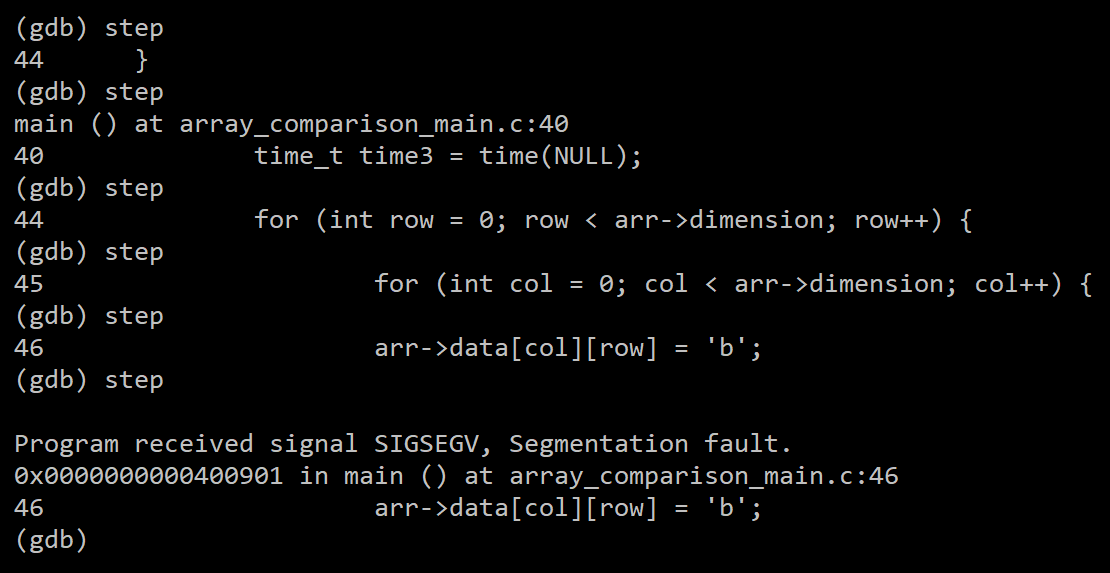 (gdb) step
44      }
(gdb) step
main () at array_comparison_main.c:40
40              time_t time3 = time(NULL);
(gdb) step
44              for (int row = 0; row < arr->dimension; row++) {
(gdb) step
45                      for (int col = 0; col < arr->dimension; col++) {
(gdb) step
46                      arr->data[col][row] = 'b';
(gdb) step

Program received signal SIGSEGV, Segmentation fault.
0x0000000000400901 in main () at array_comparison_main.c:46
46                      arr->data[col][row] = 'b';
(gdb)